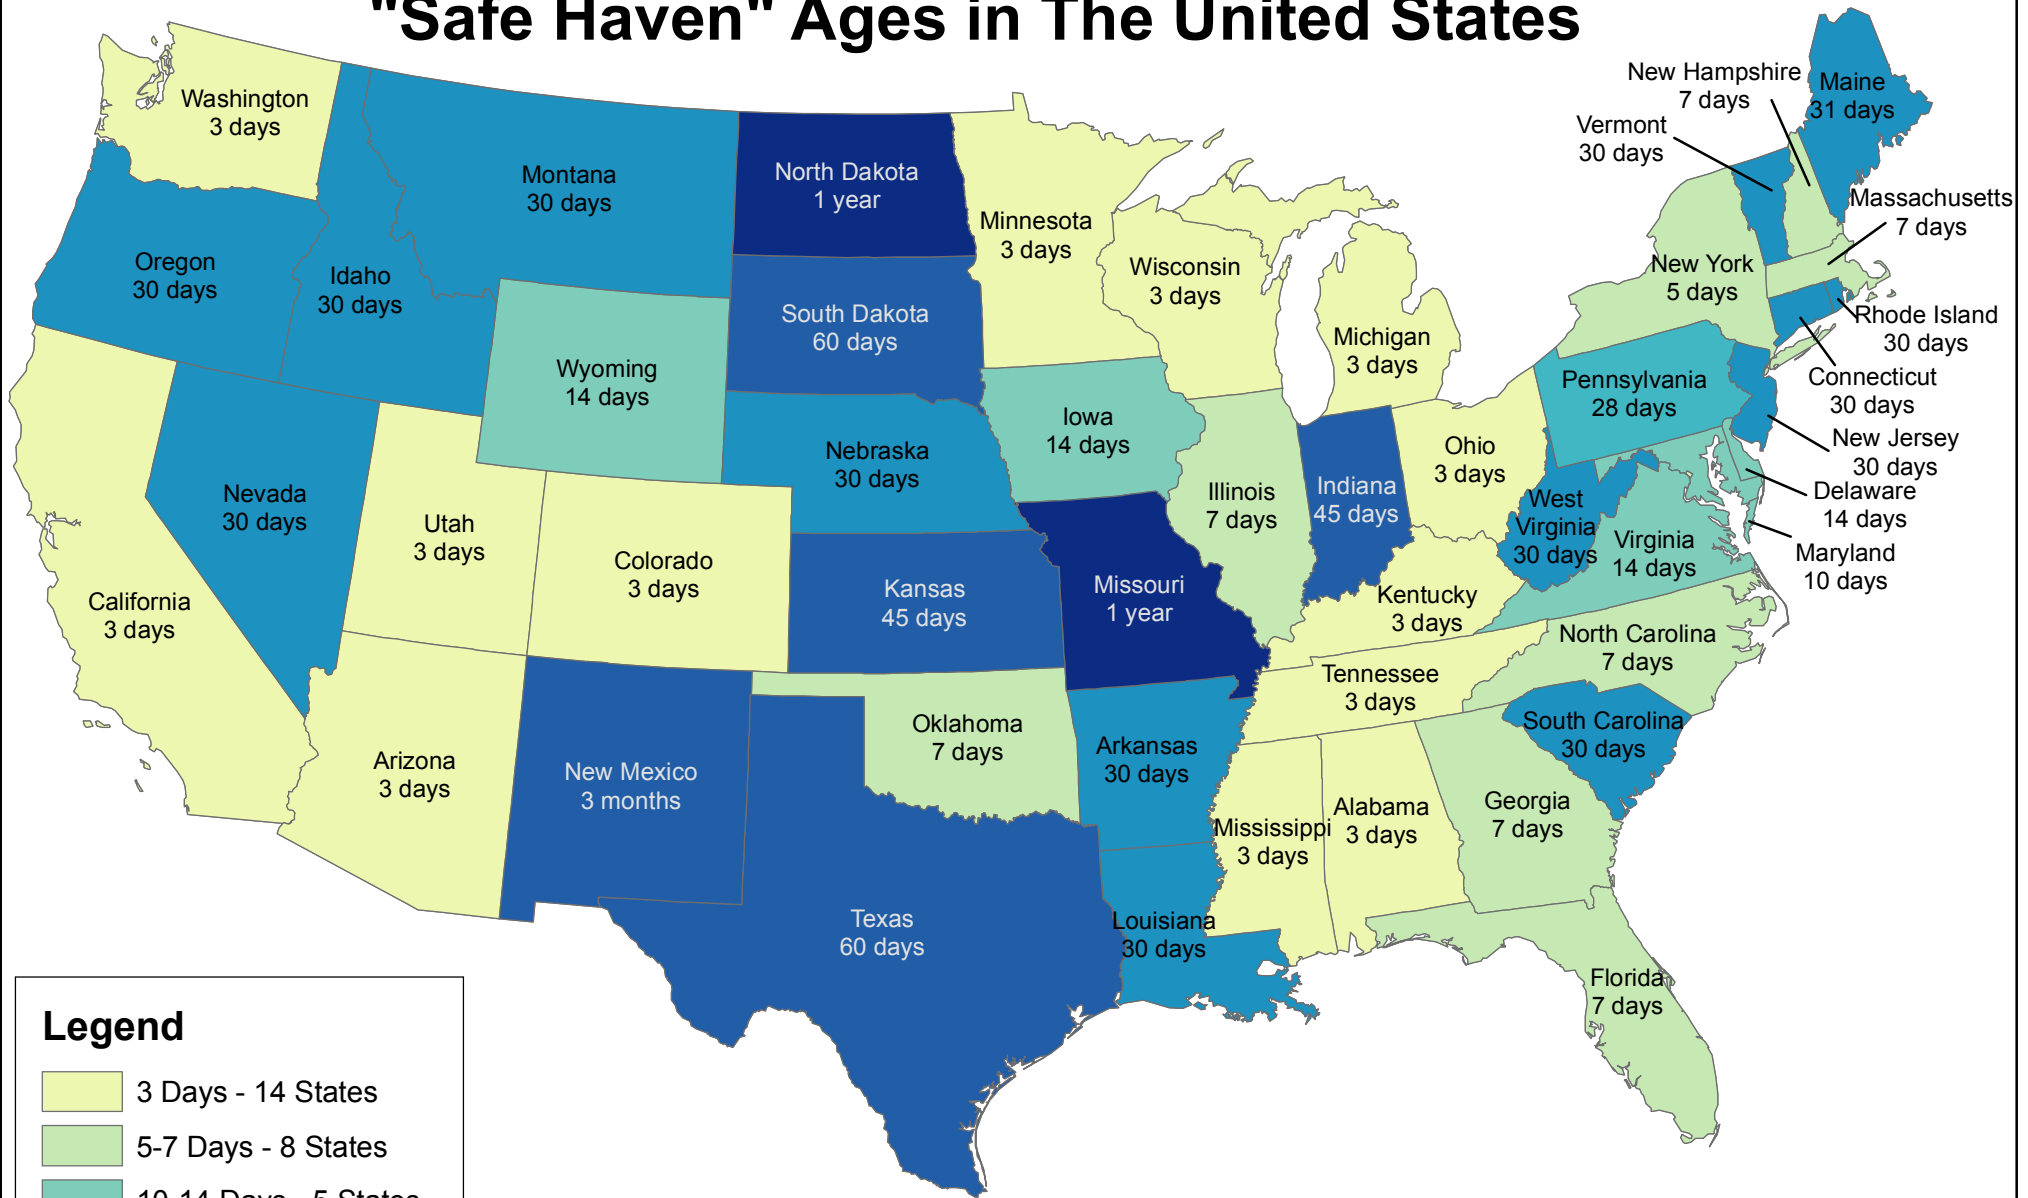 "Safe Haven" Ages in The United States
Washington
3 days
Oregon
30 days
Idaho
30 days
Montana
30 days
North Dakota
1 year
South Dakota
60 days
Minnesota
3 days
Wisconsin
3 days
Michigan
3 days
New Hampshire
7 days
Vermont
30 days
Maine
31 days
Massachusetts
7 days
New York
5 days
Rhode Island
30 days
Connecticut
30 days
Pennsylvania
28 days
New Jersey
30 days
Delaware
14 days
Maryland
10 days
Wyoming
14 days
Nebraska
30 days
Iowa
14 days
Illinois
7 days
Indiana
45 days
Ohio
3 days
West
Virginia
30 days
Virginia
14 days
Nevada
30 days
Utah
3 days
Colorado
3 days
Kansas
45 days
Missouri
1 year
Kentucky
3 days
California
3 days
North Carolina
7 days
Tennessee
3 days
South Carolina
30 days
Arizona
3 days
New Mexico
3 months
Oklahoma
7 days
Arkansas
30 days
Mississippi
3 days
Alabama
3 days
Georgia
7 days
Texas
60 days
Louisiana
30 days
Florida
7 days
Legend
3 Days - 14 States
5-7 Days - 8 States
10-14 Days - 5 States